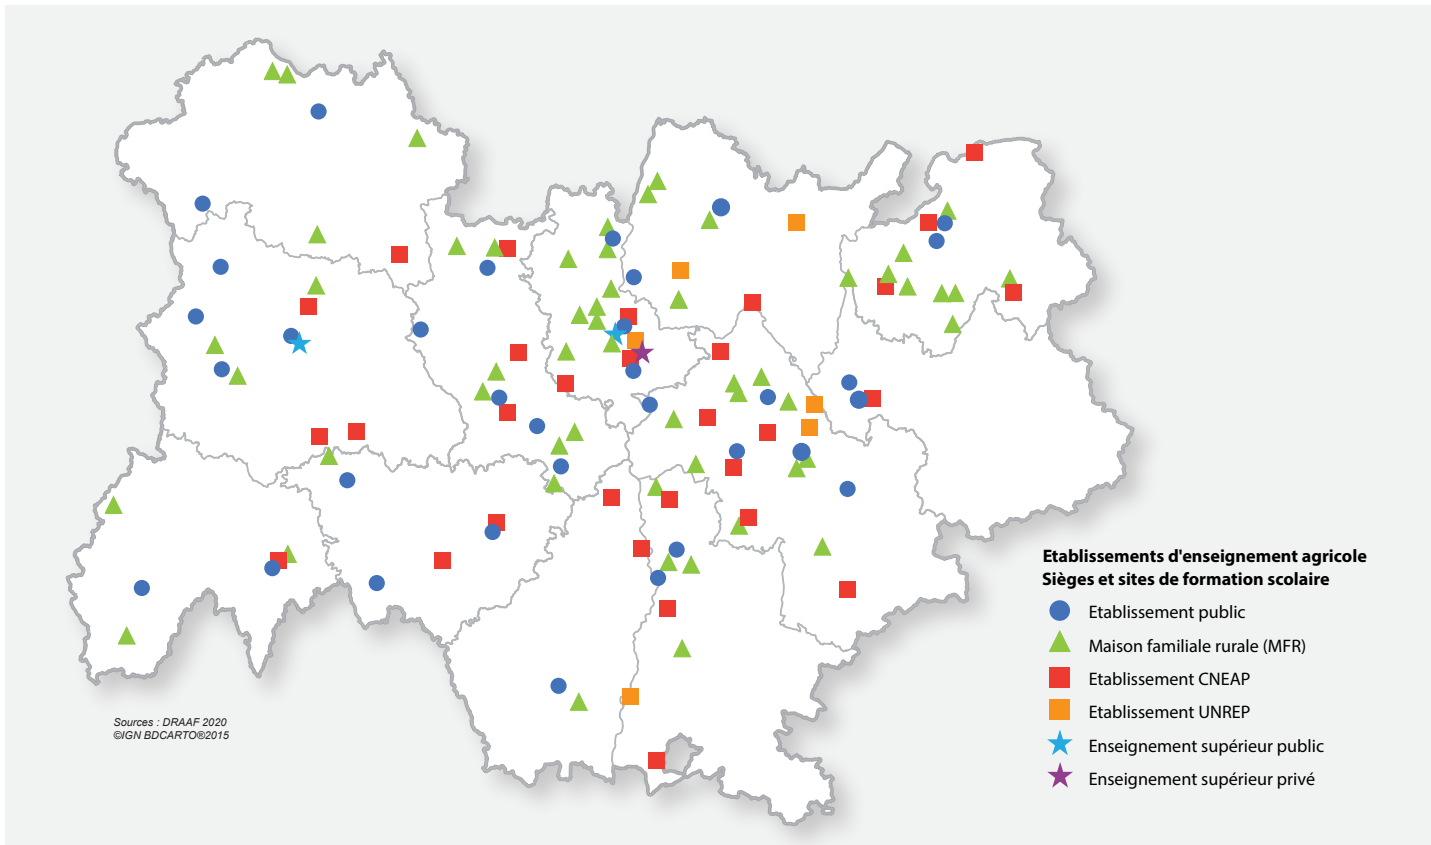 Etablissements d'enseignement agricole
Sièges et sites de formation scolaire
Etablissement public
Maison familiale rurale (MFR)
Etablissement CNEAP
Etablissement UNREP
Enseignement supérieur public
Enseignement supérieur privé
Sources : DRAAF 2020
©IGN BDCARTO®2015